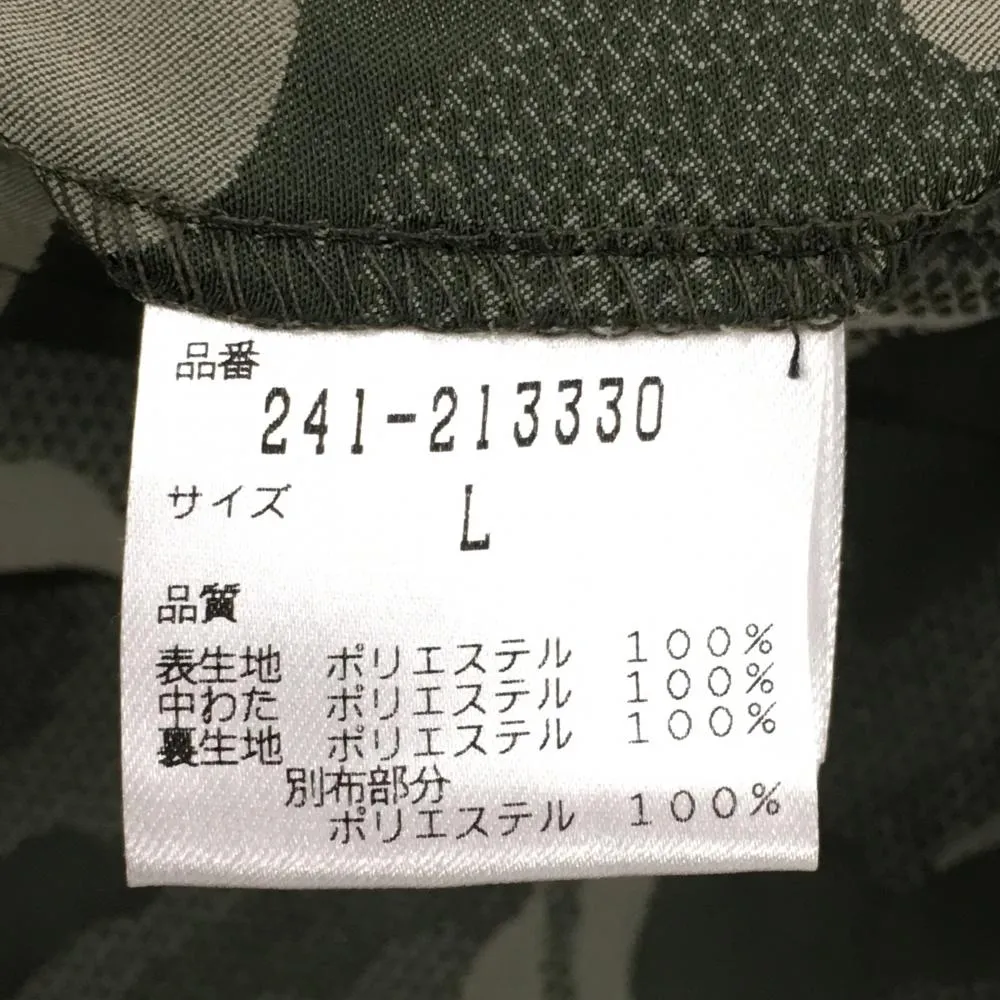 品番
241-213330
サイズ L
品質
表生地 ポリエステル 100%
中わた ポリエステル 100%
裏生地 ポリエステル 100%
別布部分
ポリエステル 100%